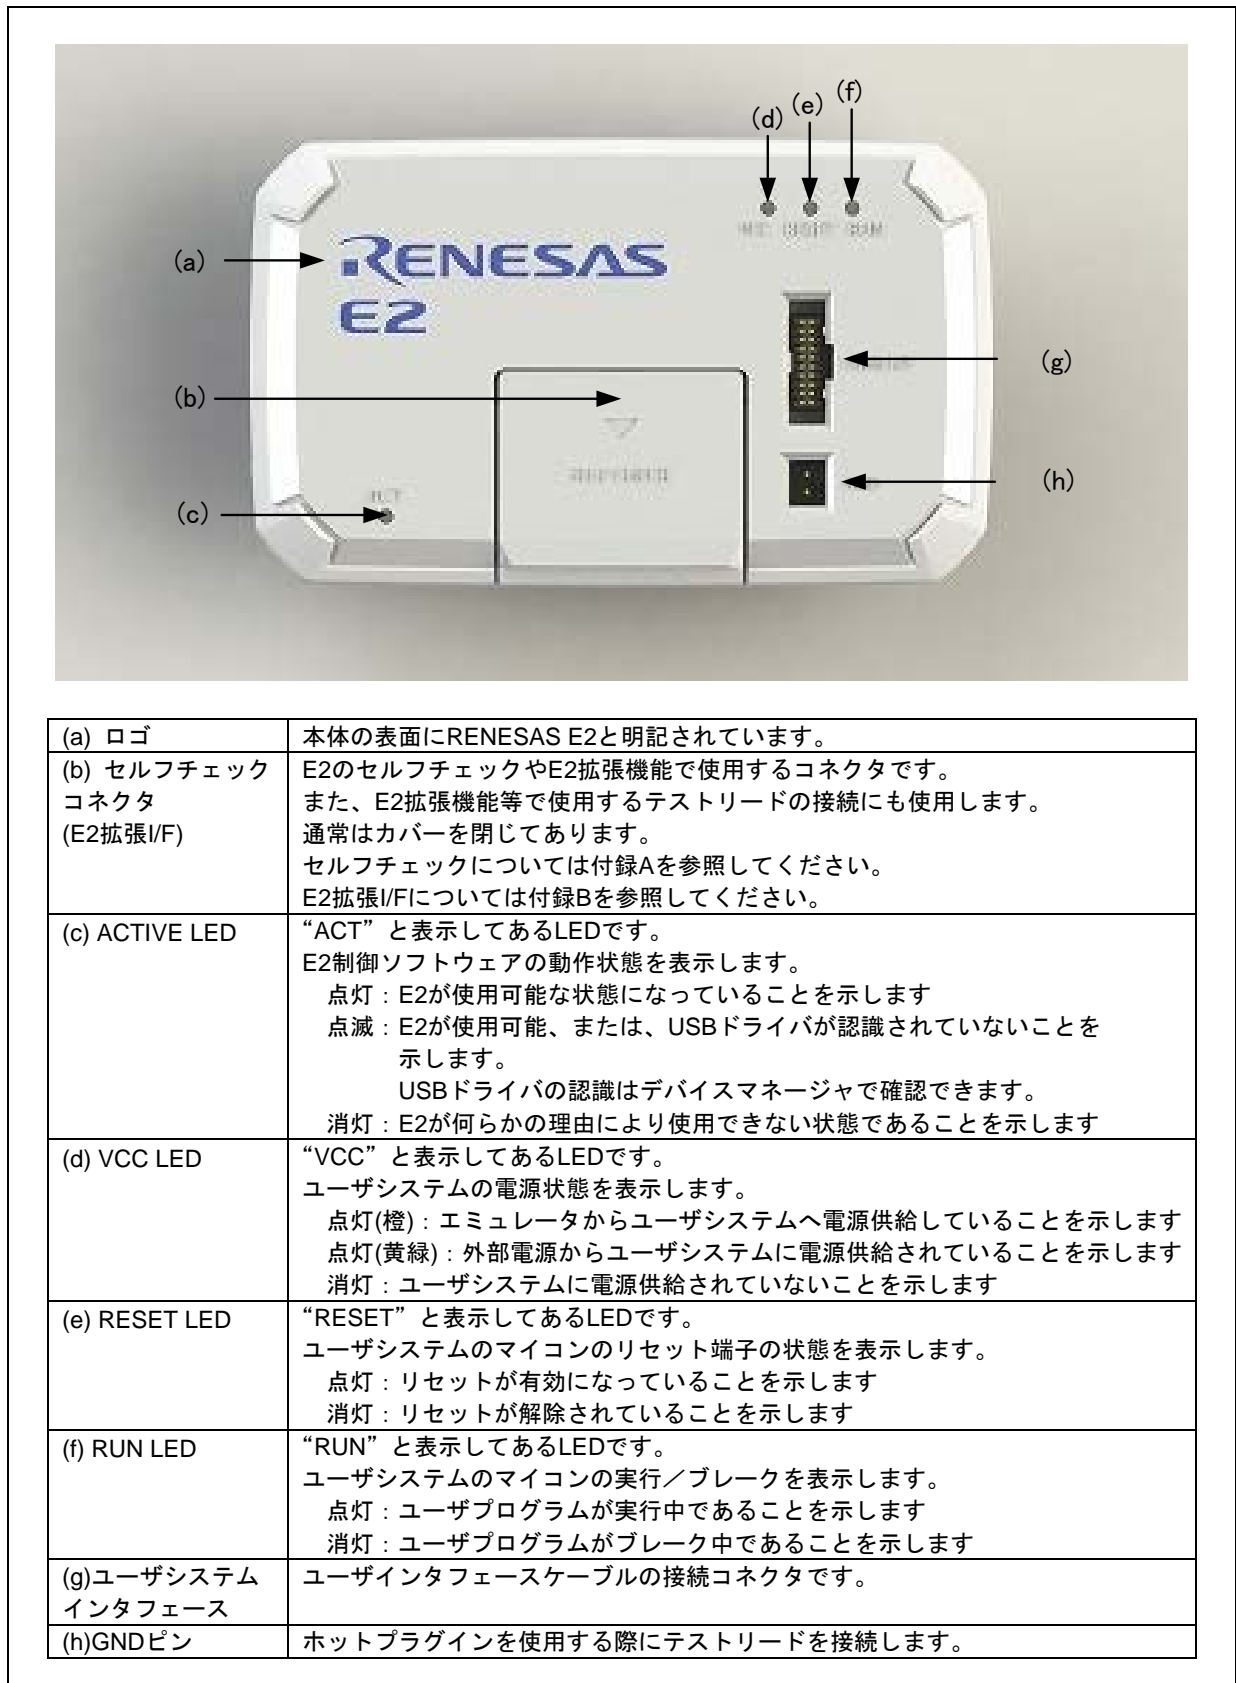 (d) (e) (f)
RENESAS
(a)
E2
(g)
(b)
(h)
(c)
(a) ロゴ
本体の表面にRENESAS E2と明記されています。
(b) セルフチェック
コネクタ
(E2拡張I/F)
E2のセルフチェックやE2拡張機能で使用するコネクタです。
また、E2拡張機能等で使用するテストリードの接続にも使用します。
通常はカバーを閉じてあります。
セルフチェックについては付録Aを参照してください。
E2拡張I/Fについては付録Bを参照してください。
(c) ACTIVE LED
“ACT”と表示してあるLEDです。
E2制御ソフトウェアの動作状態を表示します。
点灯：E2が使用可能な状態になっていることを示します
点滅：E2が使用可能、または、USBドライバが認識されていないことを
示します。
USBドライバの認識はデバイスマネージャで確認できます。
消灯：E2が何らかの理由により使用できない状態であることを示します
(d) VCC LED
“VCC”と表示してあるLEDです。
ユーザシステムの電源状態を表示します。
点灯(橙)：エミュレータからユーザシステムへ電源供給していることを示します
点灯(黄緑)：外部電源からユーザシステムに電源供給されていることを示します
消灯：ユーザシステムに電源供給されていないことを示します
(e) RESET LED
“RESET”と表示してあるLEDです。
ユーザシステムのマイコンのリセット端子の状態を表示します。
点灯：リセットが有効になっていることを示します
消灯：リセットが解除されていることを示します
(f) RUN LED
“RUN”と表示してあるLEDです。
ユーザシステムのマイコンの実行／ブレークを表示します。
点灯：ユーザプログラムが実行中であることを示します
消灯：ユーザプログラムがブレーク中であることを示します
(g)ユーザシステム
インタフェース
ユーザインタフェースケーブルの接続コネクタです。
(h)GNDピン
ホットプラグインを使用する際にテストリードを接続します。